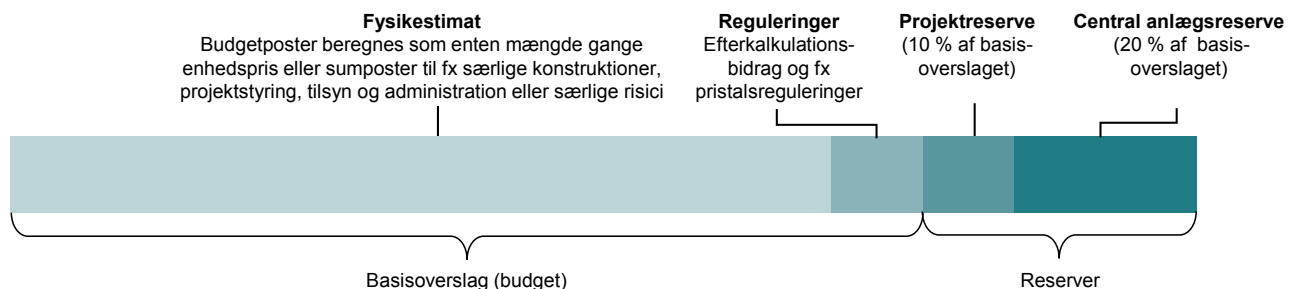 Fysikestimat
Budgetposter beregnes som enten mængde gange
enhedspris eller sumposter til fx særlige konstruktioner,
projektstyring, tilsyn og administration eller særlige risici
Reguleringer
Efterkalkulations-
bidrag og fx
pristalsreguleringer
Projektreserve
(10 % af basis-
overslaget)
Central anlægsreserve
(20 % af basis-
overslaget)
Basisoverslag (budget)
Reserver